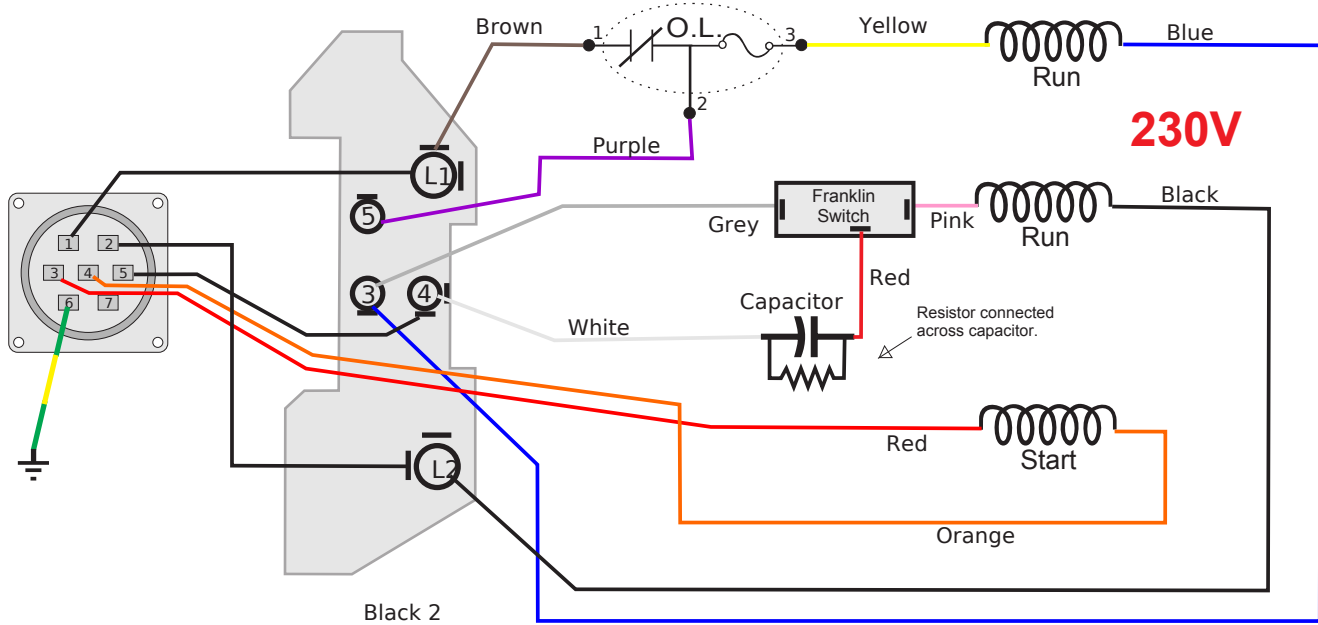 Brown
1
O.L.
3
Yellow
Blue
Run
2
230V
Purple
L1
5
Franklin
Switch
Grey
Pink
Black
Run
1
2
3
4
5
6
7
3
4
Red
Capacitor
White
Resistor connected
across capacitor.
Red
Start
L2
Orange
Black 2